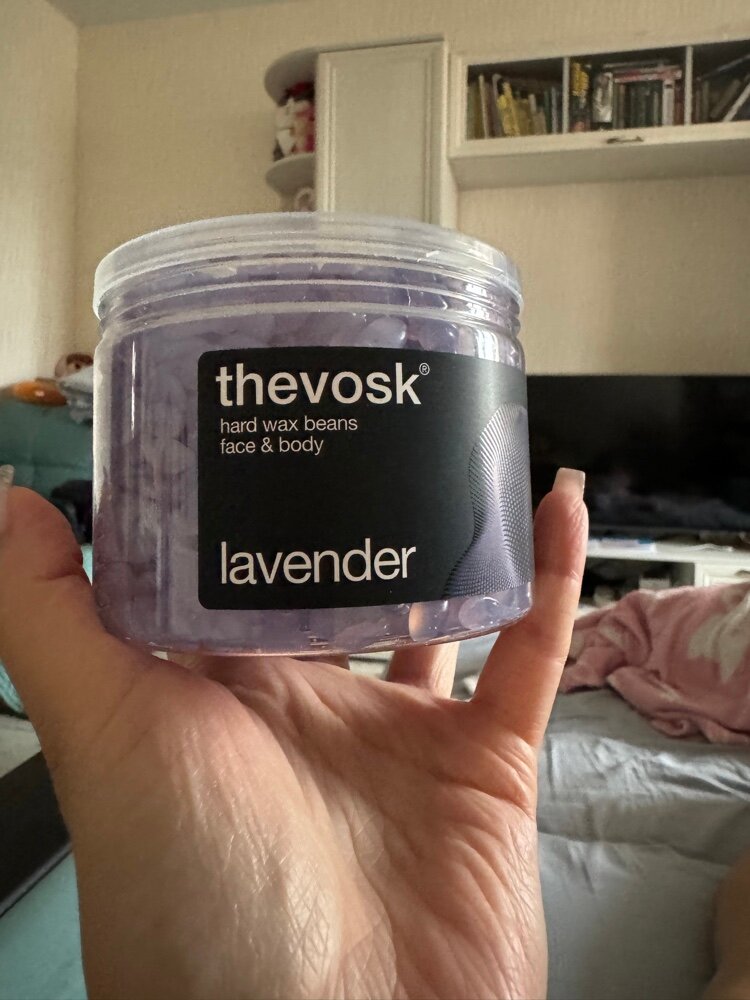 thevosk®
hard wax beans
face & body
lavender